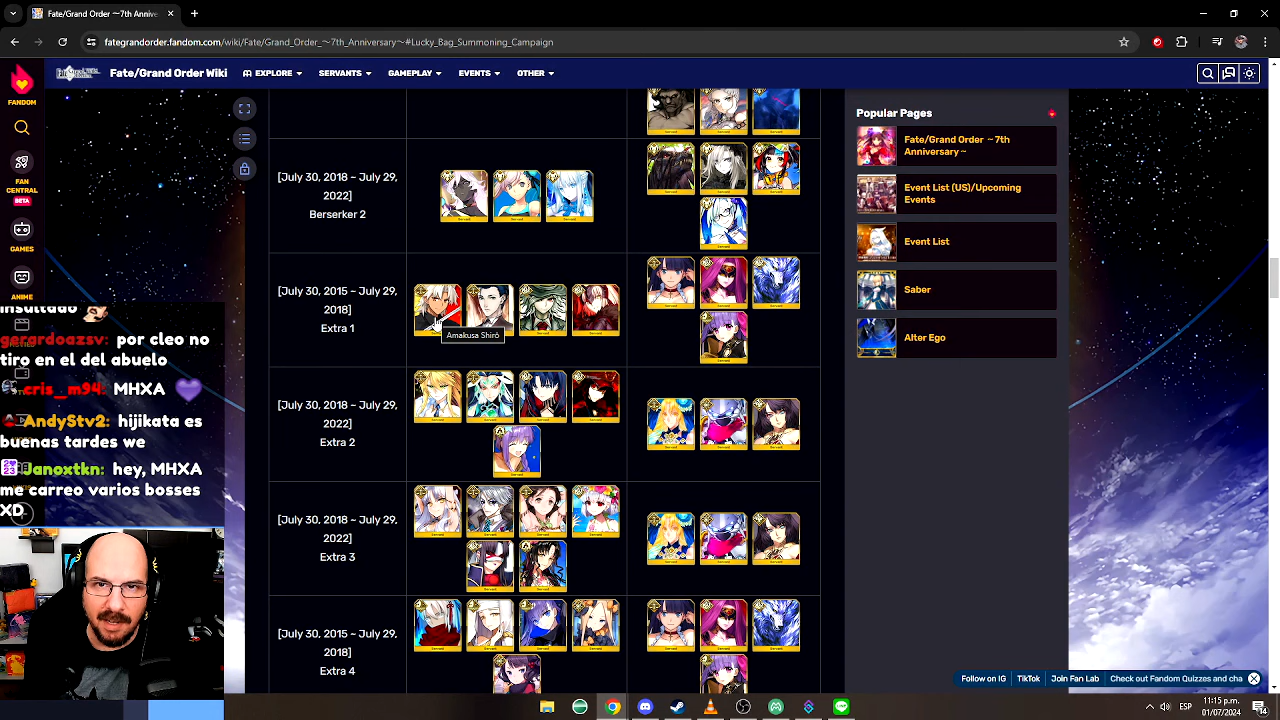 Fate/Grand Order ～7th Annive
fategrandorder.fandom.com/wiki/Fate/Grand_Order_～7th_Anniversary～#Lucky_Bag_Summoning_Campaign
Fate/Grand Order Wiki
EXPLORE
SERVANTS
GAMEPLAY
EVENTS
OTHER
FANDOM
FAN
CENTRAL
BETA
GAMES
ANIME
[July 30, 2018 ~ July 29,
2022]
Berserker 2
[July 30, 2015 ~ July 29,
2018]
Extra 1
Amakusa Shirō
[July 30, 2018 ~ July 29,
2022]
Extra 2
[July 30, 2018 ~ July 29,
2022]
Extra 3
[July 30, 2015 ~ July 29,
2018]
Extra 4
insultado
gerardoazsv: por cleo no
tiro en el del abuelo
cris_m94: MHXA
AndyStv2: hijikata es
buenas tardes we
Janoxtkn: hey, MHXA
me carreo varios bosses
XD
Popular Pages
Fate/Grand Order ～7th
Anniversary～
Event List (US)/Upcoming
Events
Event List
Saber
Alter Ego
Follow on IG
TikTok
Join Fan Lab
Check out Fandom Quizzes and cha
ESP
11:15 p.m.
01/07/2024